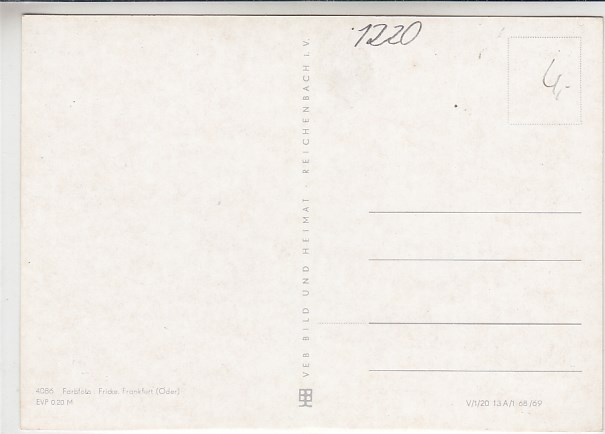 1220
4,-
VEB BILD UND HEIMAT · REICHENBACH I. V.
4086 Farbfoto: Fricke, Frankfurt (Oder)
EVP 0.20 M
V/1/20 13 A/1 68/69